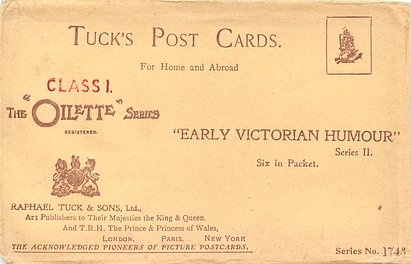 TUCK'S POST CARDS.
For Home and Abroad
CLASS I.
THE "OILETTE" SERIES
REGISTERED.
"EARLY VICTORIAN HUMOUR"
Series II.
Six in Packet.
RAPHAEL TUCK & SONS, Ltd.,
Art Publishers to Their Majesties the King & Queen,
And T.R.H. The Prince & Princess of Wales,
LONDON. PARIS. NEW YORK
THE ACKNOWLEDGED PIONEERS OF PICTURE POSTCARDS.
Series No. 1748